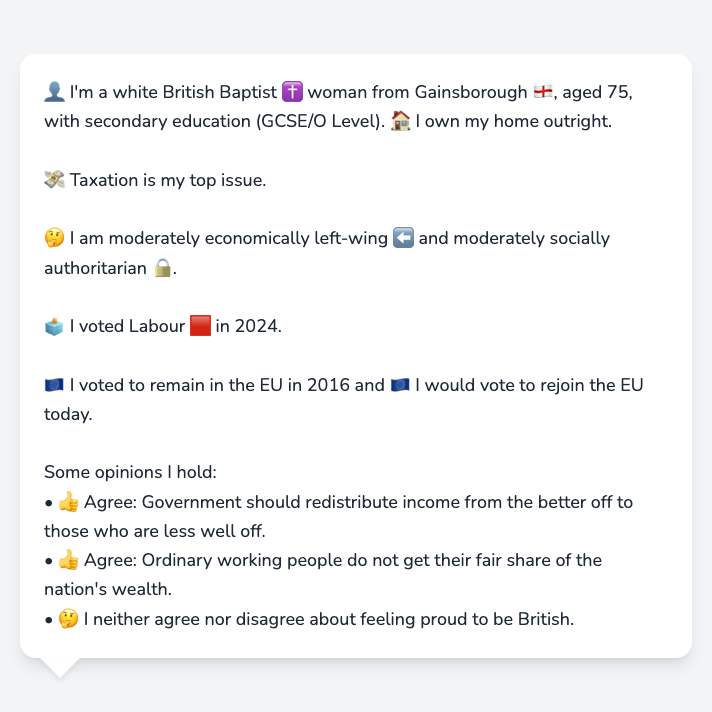 👤 I'm a white British Baptist ✝️ woman from Gainsborough 🏴󠁧󠁢󠁥󠁮󠁧󠁿, aged 75,
with secondary education (GCSE/O Level). 🏠 I own my home outright.
💸 Taxation is my top issue.
🤔 I am moderately economically left-wing ⬅️ and moderately socially
authoritarian 🔒.
🗳️ I voted Labour 🟥 in 2024.
🇪🇺 I voted to remain in the EU in 2016 and 🇪🇺 I would vote to rejoin the EU
today.
Some opinions I hold:
• 👍 Agree: Government should redistribute income from the better off to
those who are less well off.
• 👍 Agree: Ordinary working people do not get their fair share of the
nation's wealth.
• 🤔 I neither agree nor disagree about feeling proud to be British.